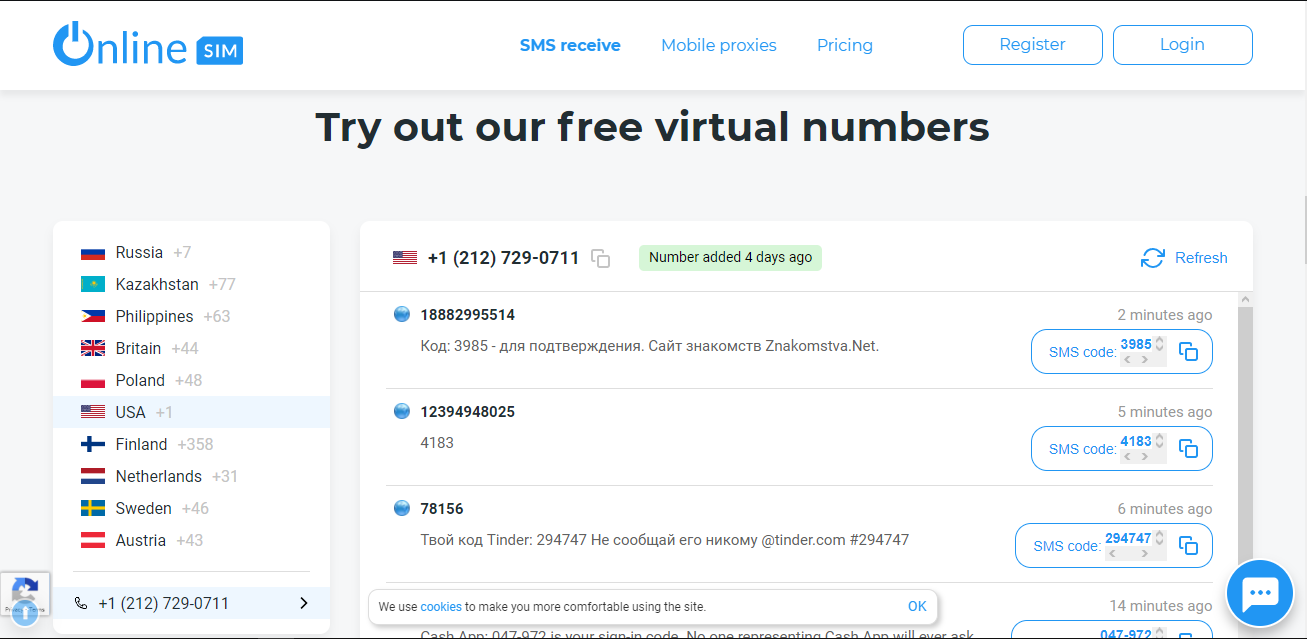 Online SIM
SMS receive
Mobile proxies
Pricing
Register
Login
Try out our free virtual numbers
Russia +7
Kazakhstan +77
Philippines +63
Britain +44
Poland +48
USA +1
Finland +358
Netherlands +31
Sweden +46
Austria +43
+1 (212) 729-0711
+1 (212) 729-0711
Number added 4 days ago
Refresh
18882995514
2 minutes ago
Код: 3985 - для подтверждения. Сайт знакомств Znakomstva.Net.
SMS code: 3985
12394948025
5 minutes ago
4183
SMS code: 4183
78156
6 minutes ago
Твой код Tinder: 294747 Не сообщай его никому @tinder.com #294747
SMS code: 294747
14 minutes ago
Cash App: 047-972 is your sign-in code. No one representing Cash App will ever ask
047-972
We use cookies to make you more comfortable using the site.
OK